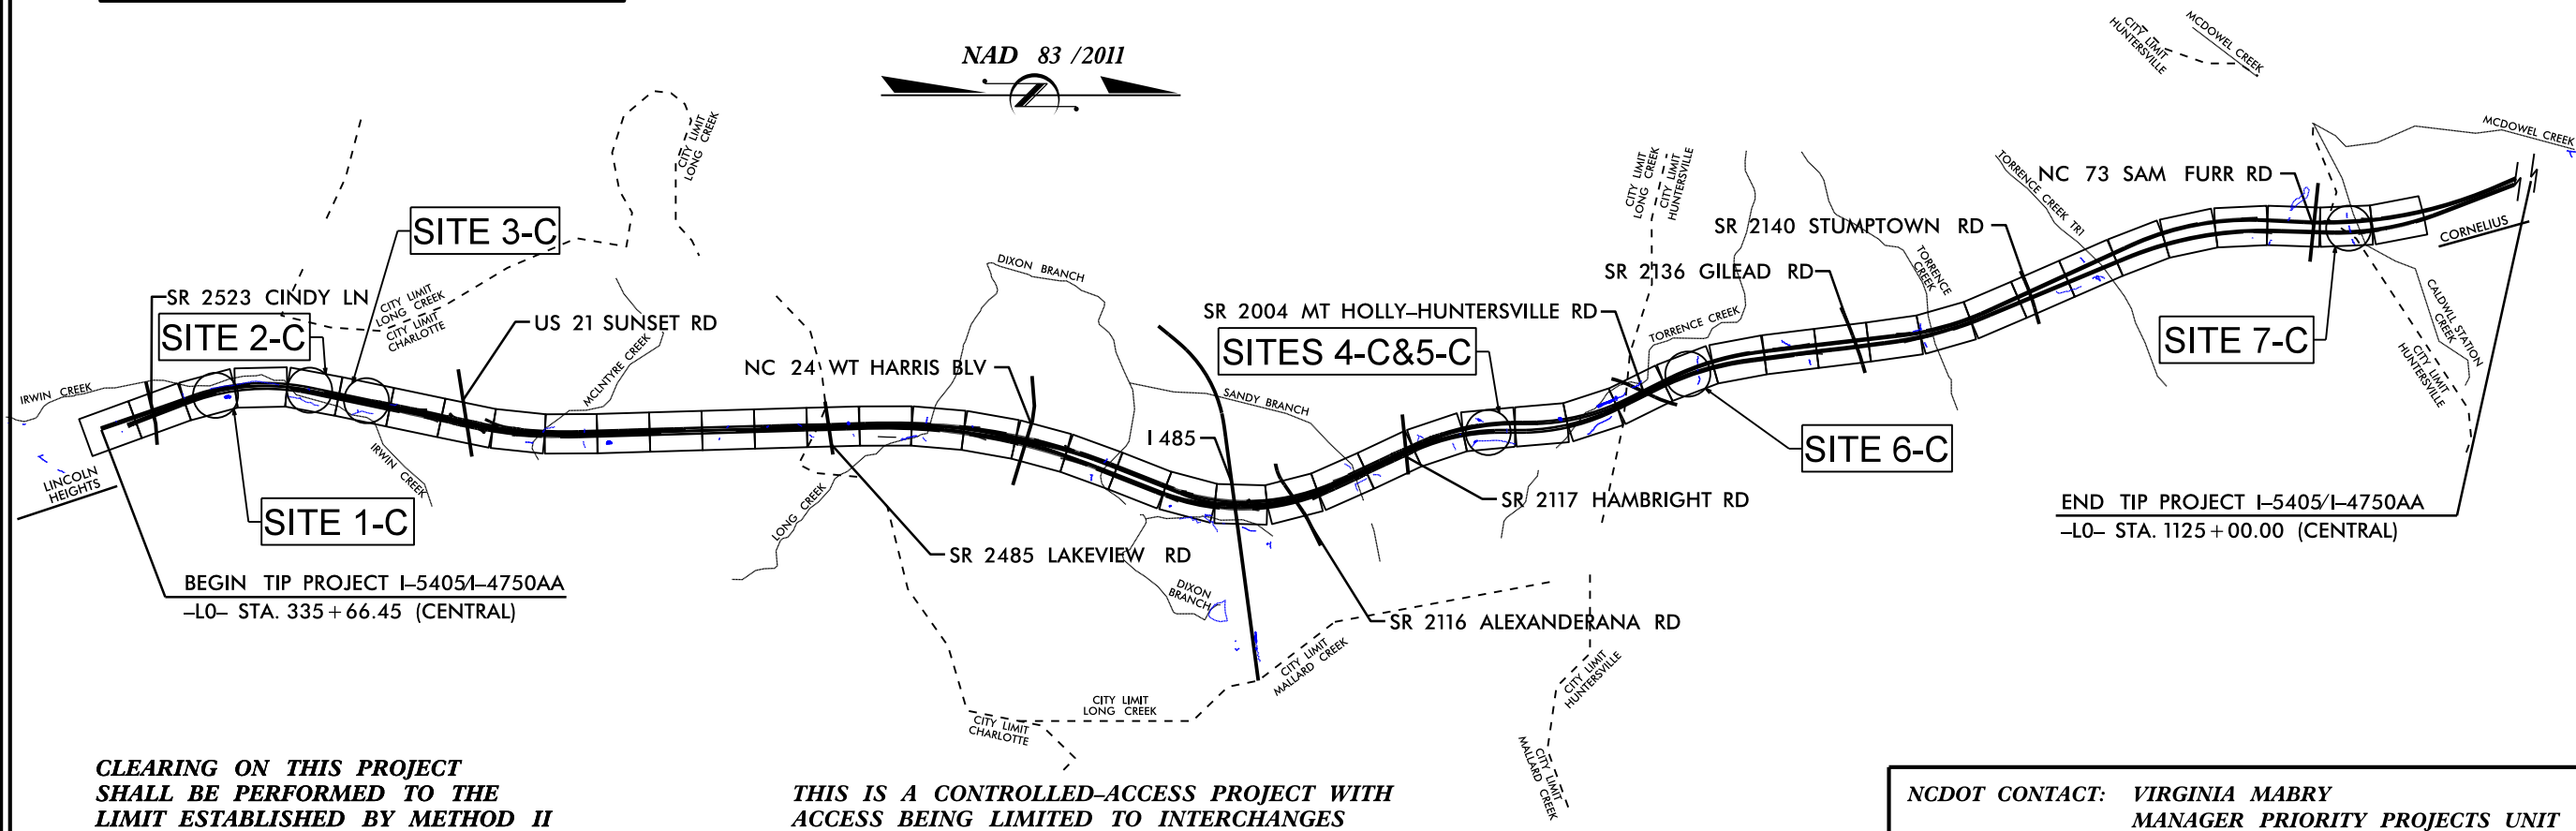 NAD 83 /2011
CITY LIMIT
HUNTERSVILLE
MCDOWEL CREEK
MCDOWEL CREEK
CITY LIMIT
LONG CREEK
CITY LIMIT
LONG CREEK
CITY LIMIT
HUNTERSVILLE
TORRENCE CREEK TR1
NC 73 SAM FURR RD
SITE 3-C
SR 2140 STUMPTOWN RD
CORNELIUS
DIXON BRANCH
TORRENCE
CREEK
SR 2136 GILEAD RD
SR 2523 CINDY LN
CITY LIMIT
LONG CREEK
CITY LIMIT
CHARLOTTE
SR 2004 MT HOLLY–HUNTERSVILLE RD
TORRENCE CREEK
CALDWIL STATION
CREEK
US 21 SUNSET RD
SITE 2-C
SITES 4-C&5-C
SITE 7-C
MCLNTYRE CREEK
NC 24 WT HARRIS BLV
CITY LIMIT
HUNTERSVILLE
IRWIN CREEK
SANDY BRANCH
I 485
SITE 6-C
IRWIN CREEK
LINCOLN
HEIGHTS
SR 2117 HAMBRIGHT RD
END TIP PROJECT I–5405/I–4750AA
–L0– STA. 1125+00.00 (CENTRAL)
SITE 1-C
LONG CREEK
SR 2485 LAKEVIEW RD
BEGIN TIP PROJECT I–5405/I–4750AA
–L0– STA. 335+66.45 (CENTRAL)
DIXON
BRANCH
SR 2116 ALEXANDERANA RD
CITY LIMIT
MALLARD CREEK
CITY LIMIT
HUNTERSVILLE
CITY LIMIT
LONG CREEK
CITY LIMIT
CHARLOTTE
CITY LIMIT
MALLARD CREEK
CLEARING ON THIS PROJECT
SHALL BE PERFORMED TO THE
LIMIT ESTABLISHED BY METHOD II
THIS IS A CONTROLLED–ACCESS PROJECT WITH
ACCESS BEING LIMITED TO INTERCHANGES
NCDOT CONTACT: VIRGINIA MABRY
MANAGER PRIORITY PROJECTS UNIT